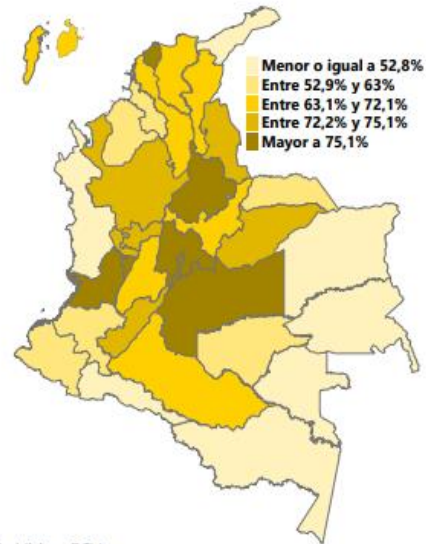 Menor o igual a 52,8%
Entre 52,9% y 63%
Entre 63,1% y 72,1%
Entre 72,2% y 75,1%
Mayor a 75,1%